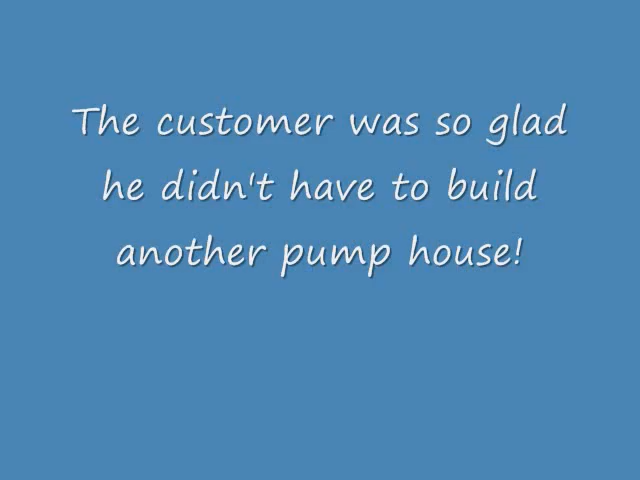 The customer was so glad
he didn't have to build
another pump house!